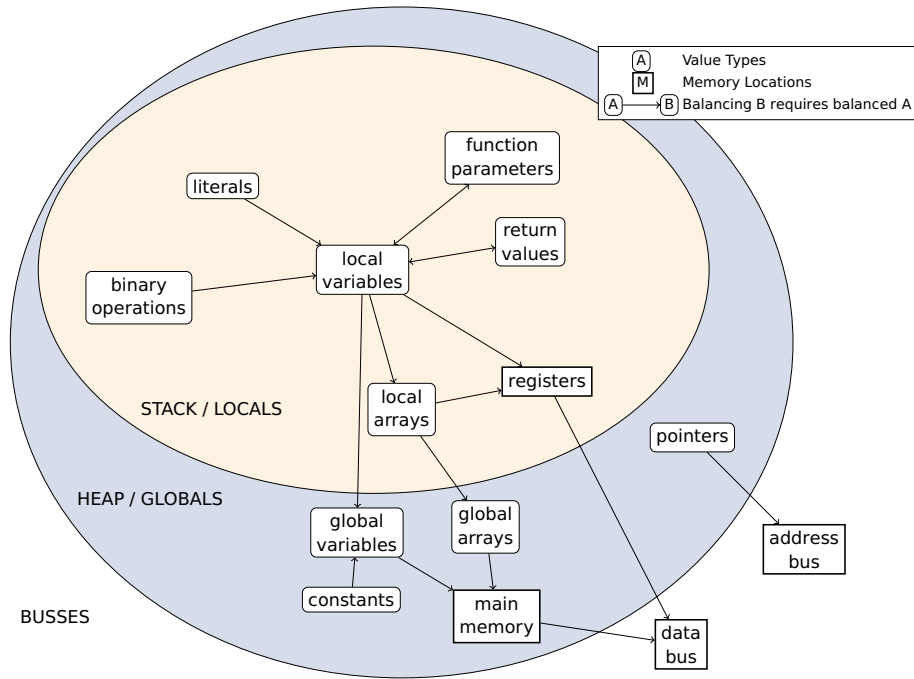 A Value Types
M Memory Locations
A B Balancing B requires balanced A
function
parameters
literals
return
values
local
variables
binary
operations
registers
local
arrays
STACK / LOCALS
pointers
HEAP / GLOBALS
global
variables
global
arrays
address
bus
constants
main
memory
BUSSES
data
bus